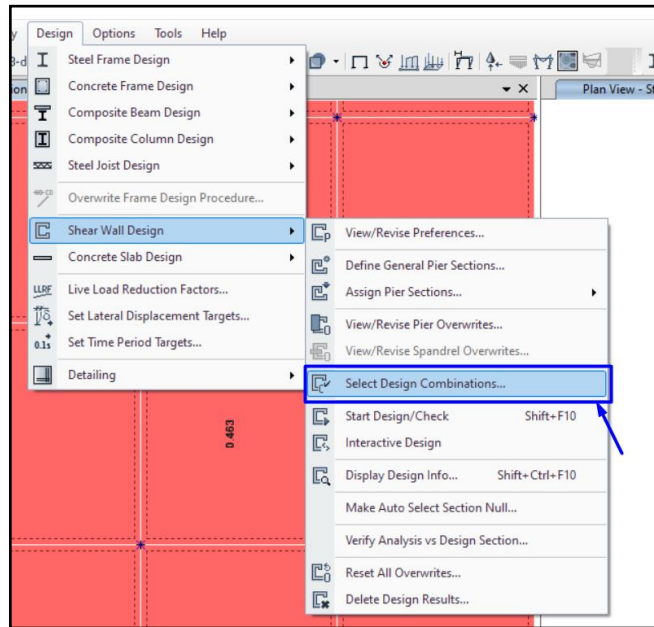 y Design Options Tools Help
3-d
Steel Frame Design
ion
Concrete Frame Design
Composite Beam Design
Composite Column Design
Steel Joist Design
Overwrite Frame Design Procedure...
Shear Wall Design
Concrete Slab Design
LLRF Live Load Reduction Factors...
Set Lateral Displacement Targets...
0.1s Set Time Period Targets...
Detailing
Plan View - St
View/Revise Preferences...
Define General Pier Sections...
Assign Pier Sections...
View/Revise Pier Overwrites...
View/Revise Spandrel Overwrites...
Select Design Combinations...
Start Design/Check Shift+F10
Interactive Design
Display Design Info... Shift+Ctrl+F10
Make Auto Select Section Null...
Verify Analysis vs Design Section...
Reset All Overwrites...
Delete Design Results...
0.463